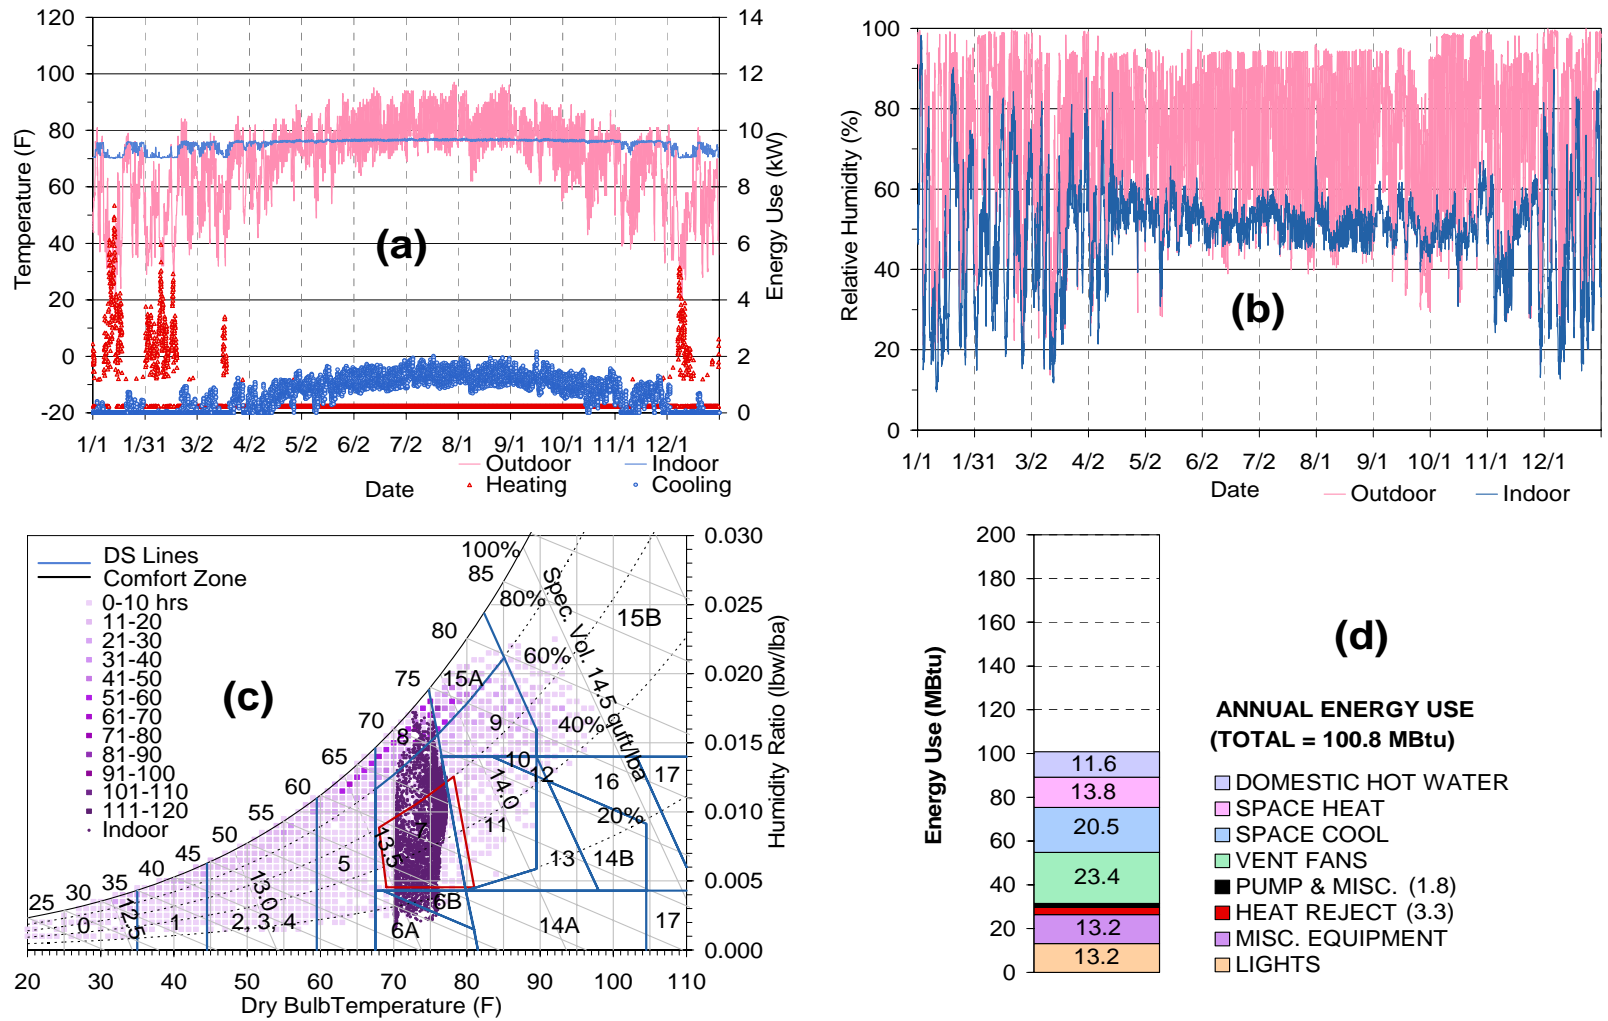 120
100
80
60
40
20
0
-20
Temperature (F)
14
12
10
8
6
4
2
0
Energy Use (kW)
(a)
1/1 1/31 3/2 4/2 5/2 6/2 7/2 8/1 9/1 10/1 11/1 12/1
Date
Outdoor Indoor
Heating Cooling
100
80
60
40
20
0
Relative Humidity (%)
(b)
1/1 1/31 3/2 4/2 5/2 6/2 7/2 8/1 9/1 10/1 11/1 12/1
Date
Outdoor Indoor
DS Lines
Comfort Zone
0-10 hrs
11-20
21-30
31-40
41-50
51-60
61-70
71-80
81-90
91-100
101-110
111-120
Indoor
(c)
25 30 35 40 45 50 55 60 65 70 75 80 85
100%
80%
60%
40%
20%
Spec. Vol. 14.5 quft/lba
14.0
13.5
13.0
12.5
0 1 2, 3, 4 5 6A 6B 7 8 9 10 11 12 13 14A 14B 15A 15B 16 17 17
0.030
0.025
0.020
0.015
0.010
0.005
0.000
Humidity Ratio (lbw/lba)
20 30 40 50 60 70 80 90 100 110
Dry BulbTemperature (F)
200
180
160
140
120
100
80
60
40
20
0
Energy Use (MBtu)
11.6
13.8
20.5
23.4
13.2
13.2
(d)
ANNUAL ENERGY USE
(TOTAL = 100.8 MBtu)
DOMESTIC HOT WATER
SPACE HEAT
SPACE COOL
VENT FANS
PUMP & MISC. (1.8)
HEAT REJECT (3.3)
MISC. EQUIPMENT
LIGHTS